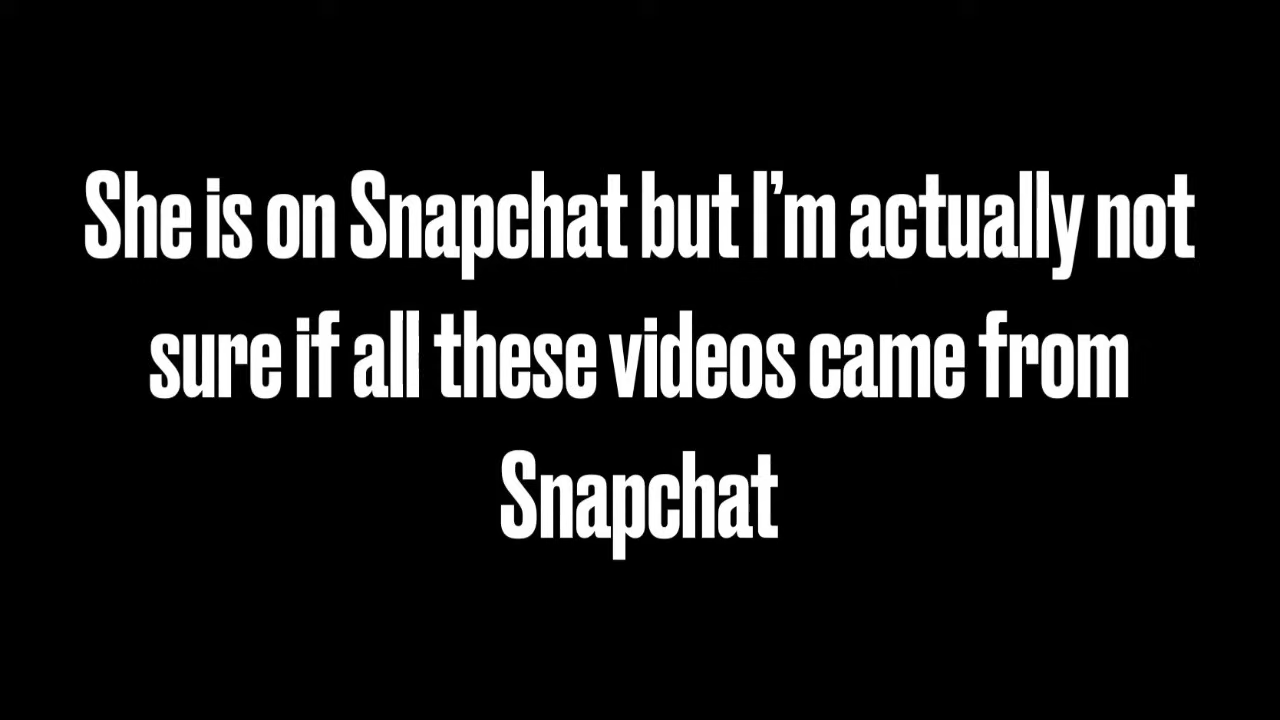 She is on Snapchat but I’m actually not
sure if all these videos came from
Snapchat